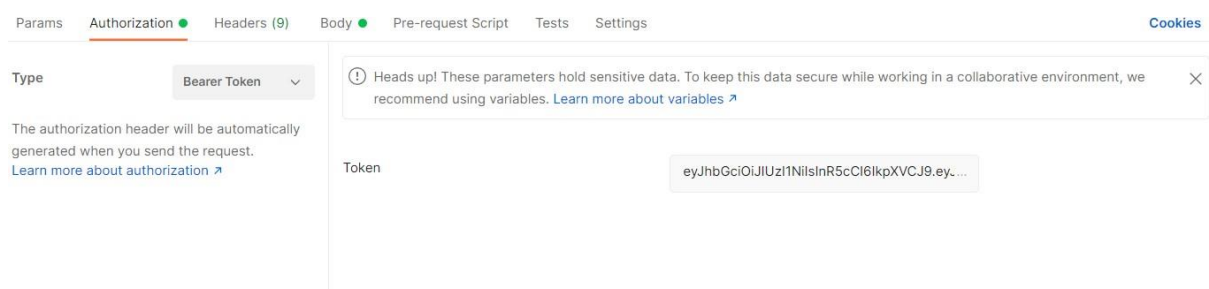 Params Authorization Headers (9) Body Pre-request Script Tests Settings Cookies
Type
Bearer Token
The authorization header will be automatically
generated when you send the request.
Learn more about authorization ↗
Heads up! These parameters hold sensitive data. To keep this data secure while working in a collaborative environment, we
recommend using variables. Learn more about variables ↗
Token
eyJhbGciOiJIUzI1NiIsInR5cCI6IkpXVCJ9.eyJ...